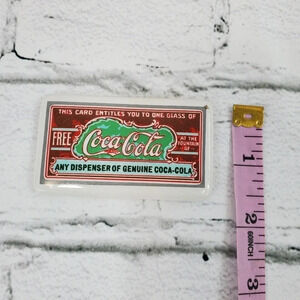 THIS CARD ENTITLES YOU TO ONE GLASS OF
FREE
Coca-Cola
AT THE
FOUNTAIN
OF
ANY DISPENSER OF GENUINE COCA-COLA
1
2
3
60INCH